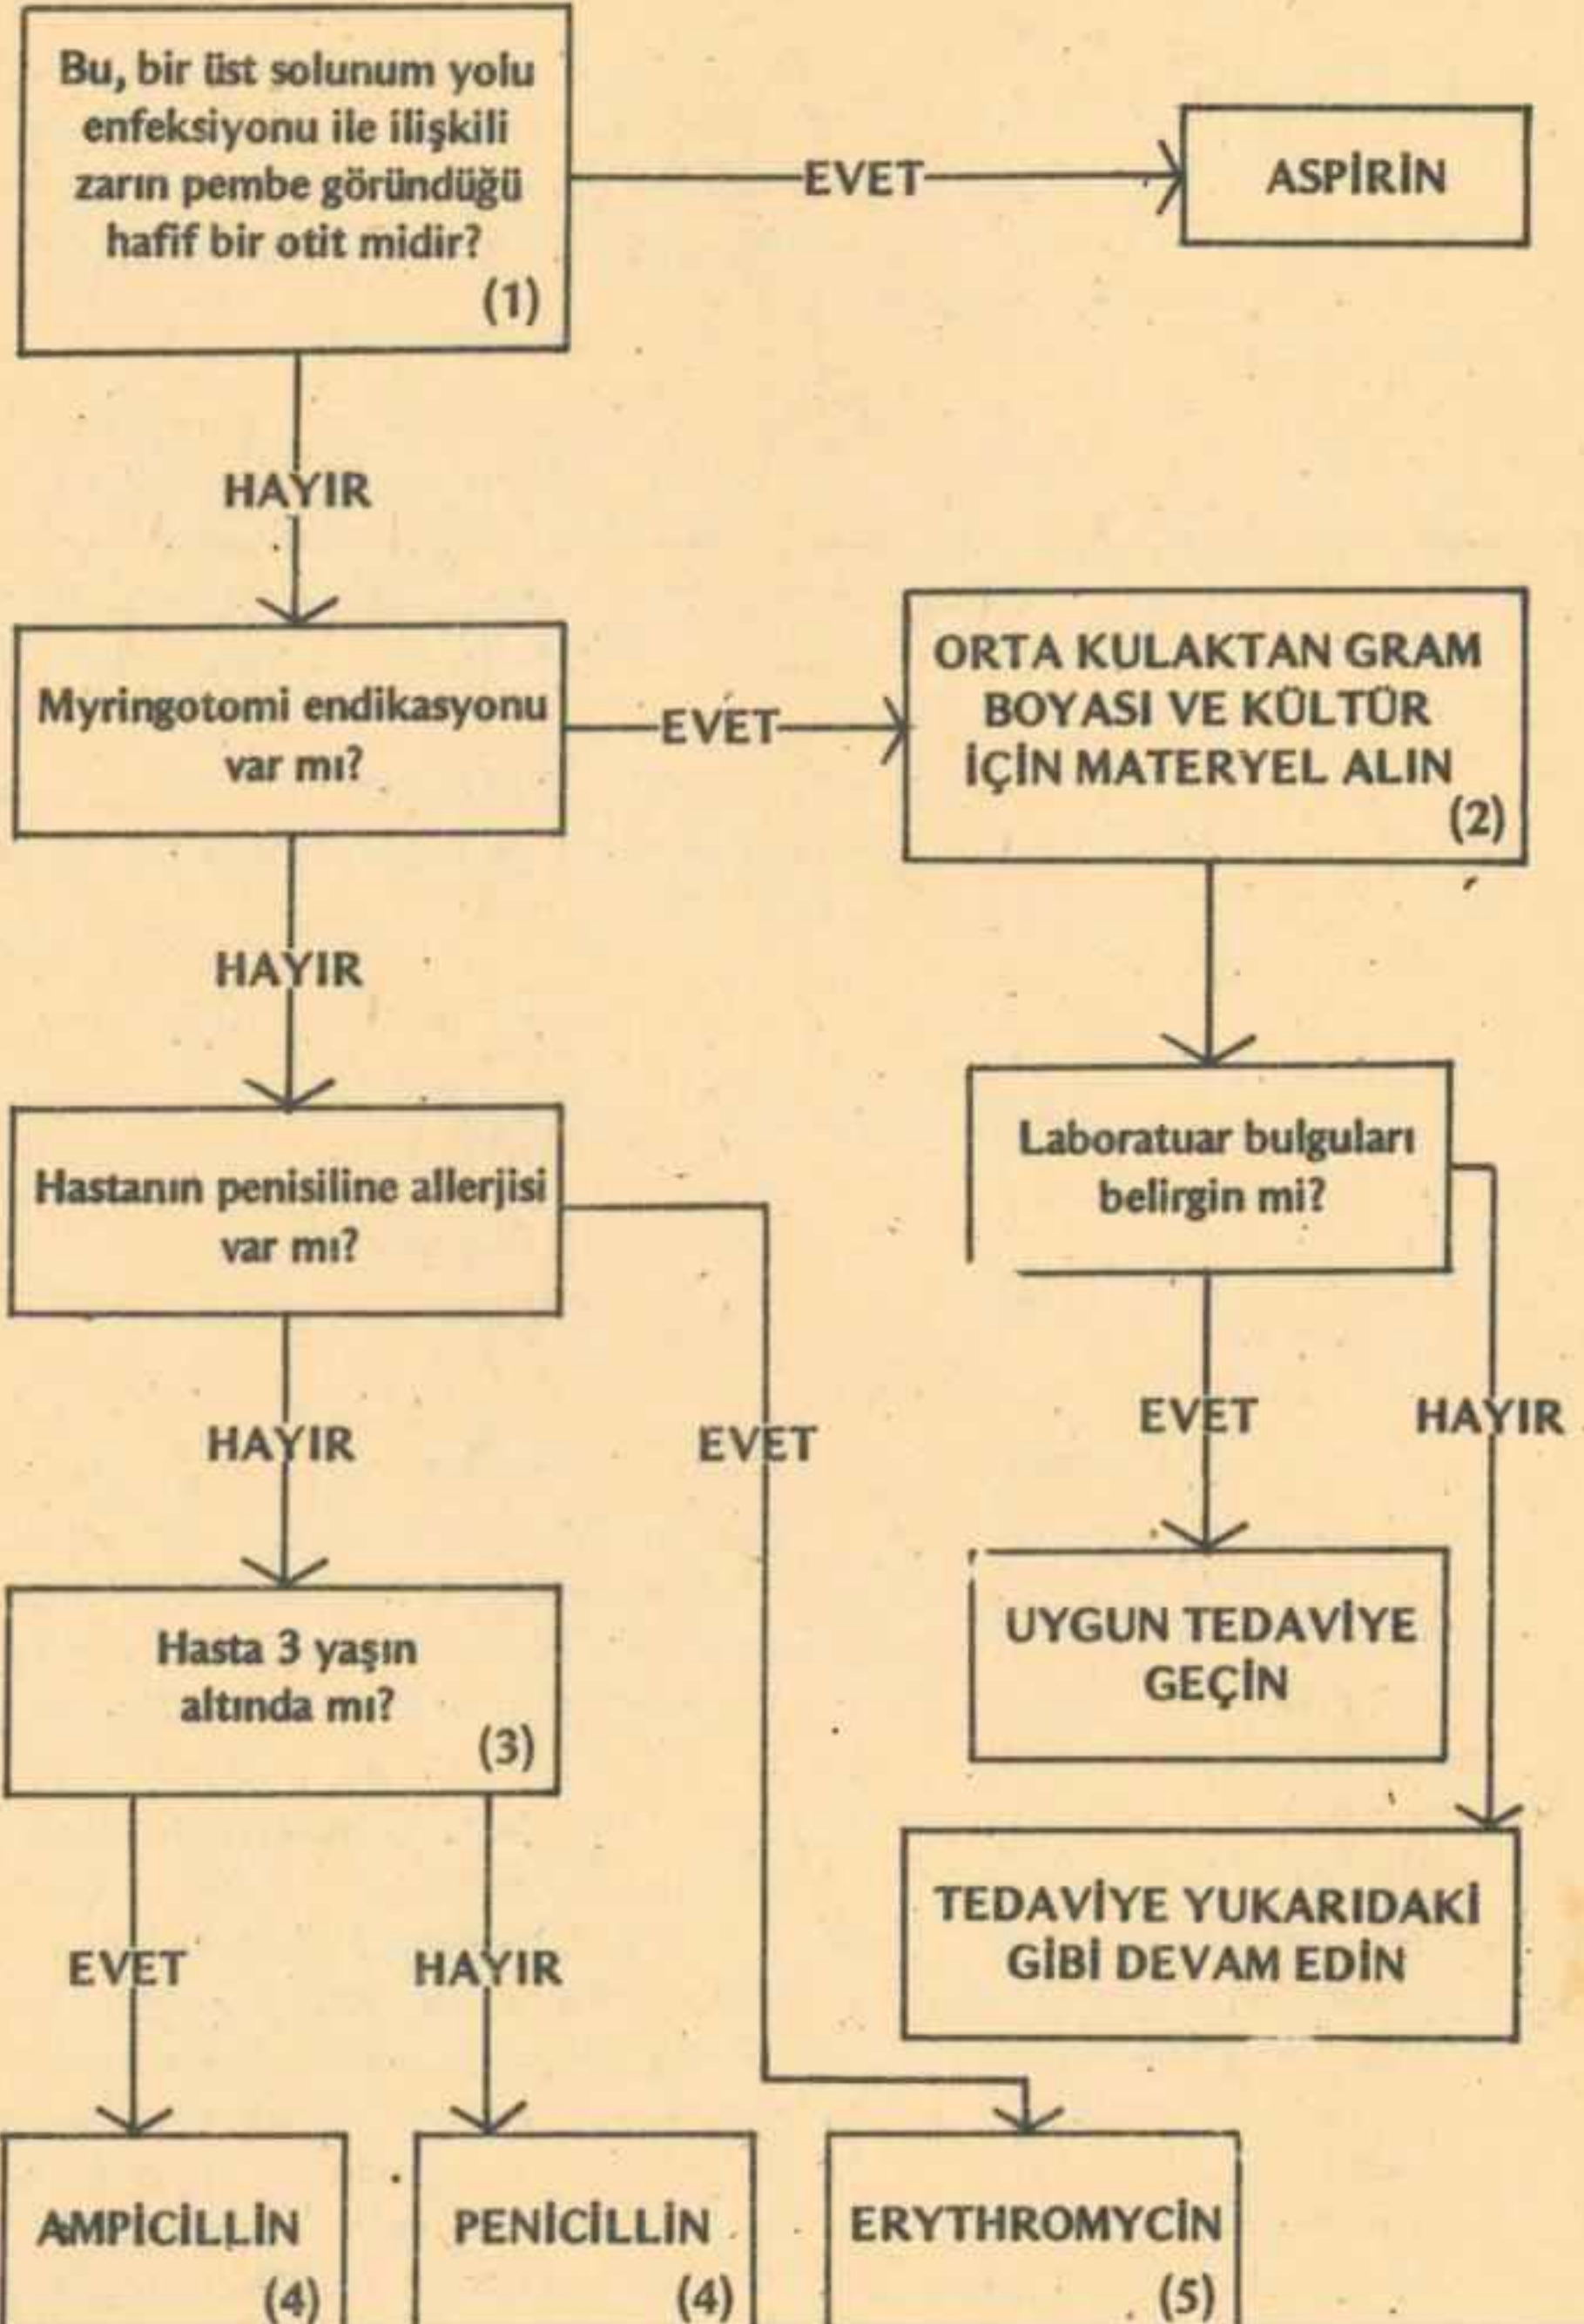 Bu, bir üst solunum yolu
enfeksiyonu ile ilişkili
zarın pembe göründüğü
hafif bir otit midir?
(1)
EVET
ASPİRİN
HAYIR
Myringotomi endikasyonu
var mı?
EVET
ORTA KULAKTAN GRAM
BOYASI VE KÜLTÜR
İÇİN MATERYEL ALIN
(2)
HAYIR
Hastanın penisiline allerjisi
var mı?
Laboratuar bulguları
belirgin mi?
HAYIR
EVET
EVET
HAYIR
Hasta 3 yaşın
altında mı?
(3)
UYGUN TEDAVİYE
GEÇİN
TEDAVİYE YUKARIDAKİ
GİBİ DEVAM EDİN
EVET
HAYIR
AMPİCİLLİN
(4)
PENİCİLLİN
(4)
ERYTHROMYCİN
(5)